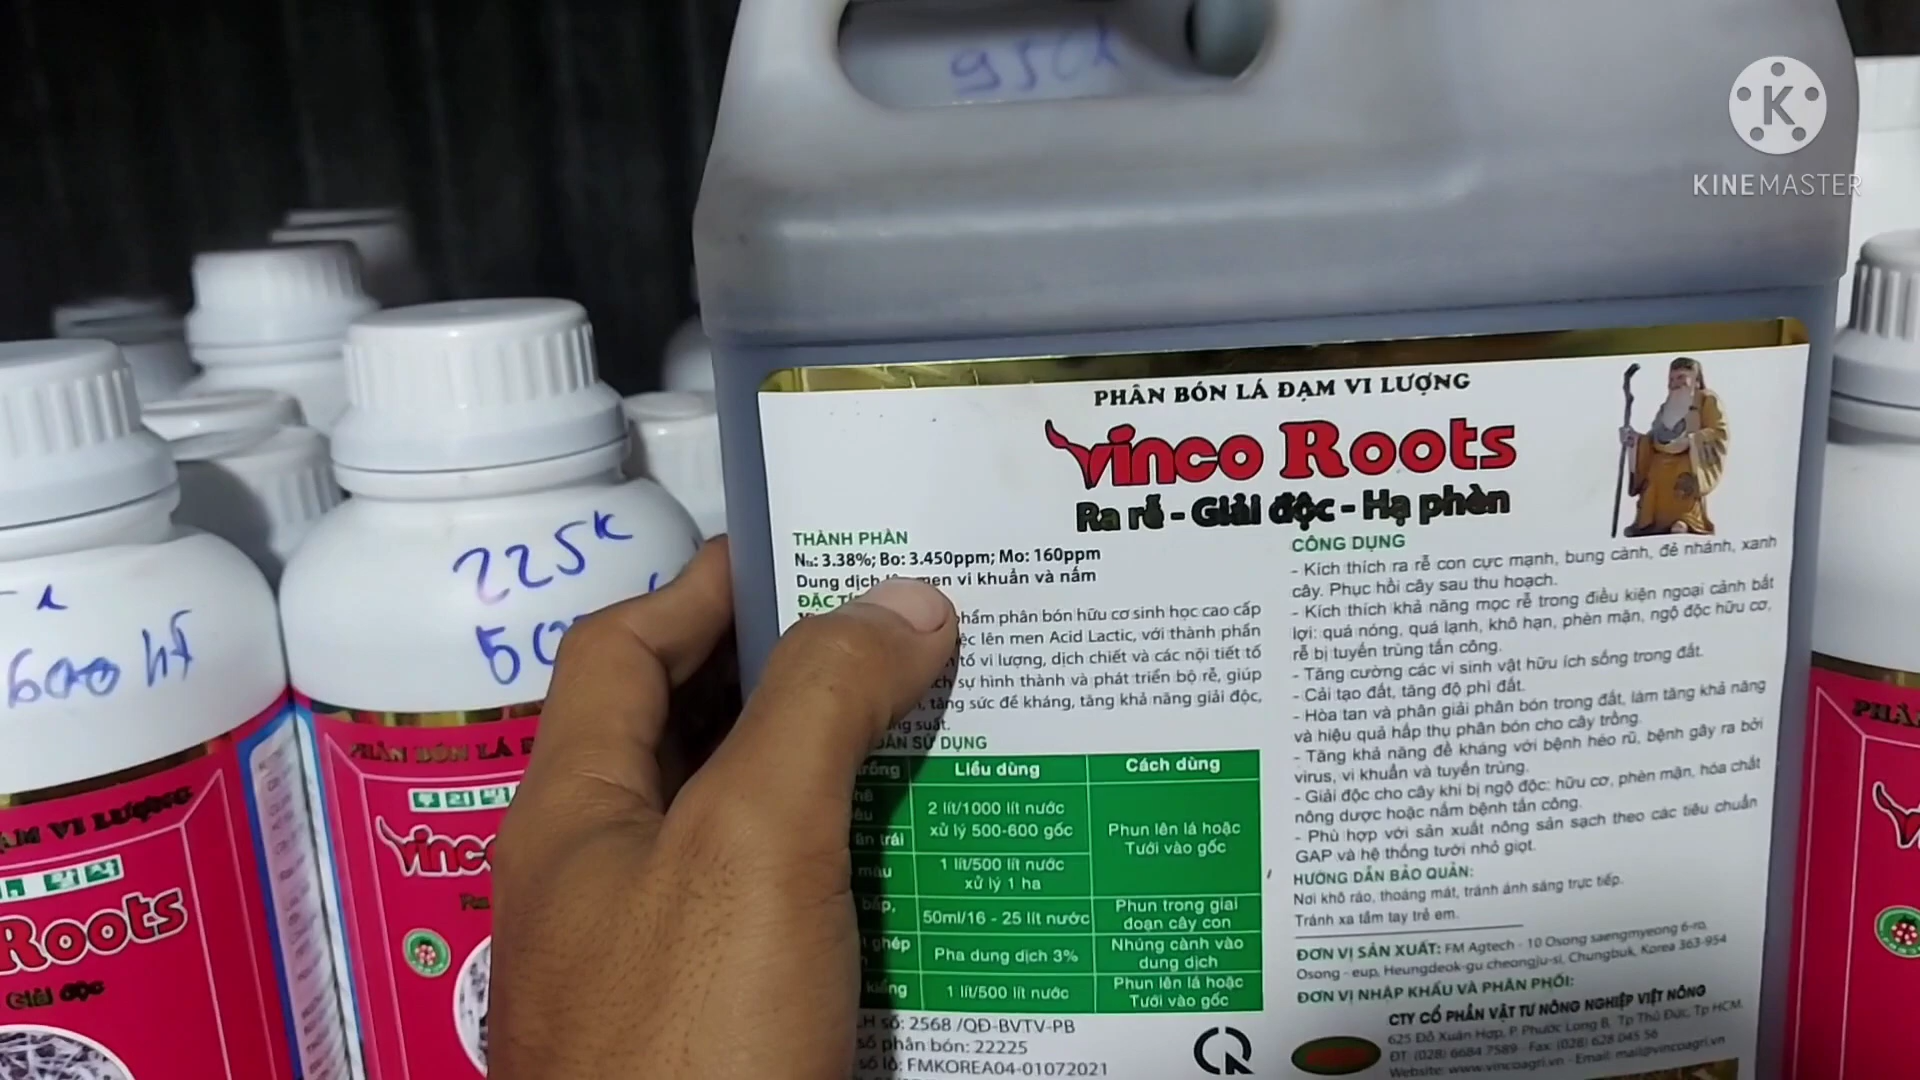 950k
KINEMASTER
225k
600 hf
PHÂN BÓN LÁ ĐẠM VI LƯỢNG
vinco Roots
Ra rễ - Giải độc - Hạ phèn
THÀNH PHẦN
Nts: 3.38%; Bo: 3.450ppm; Mo: 160ppm
Dung dịch men vi khuẩn và nấm
phẩm phân bón hữu cơ sinh học cao cấp
lên men Acid Lactic, với thành phần
tố vi lượng, dịch chiết và các nội tiết tố
sự hình thành và phát triển bộ rễ, giúp
tăng sức đề kháng, tăng khả năng giải độc,
suất.
SỬ DỤNG
trồng Liều dùng Cách dùng
2 lít/1000 lít nước
xử lý 500-600 gốc
Phun lên lá hoặc
Tưới vào gốc
ăn trái
màu
1 lít/500 lít nước
xử lý 1 ha
bắp,
50ml/16 - 25 lít nước
Phun trong giai
đoạn cây con
ghép
Pha dung dịch 3%
Nhúng cành vào
dung dịch
kiểng
1 lít/500 lít nước
Phun lên lá hoặc
Tưới vào gốc
số: 2568 /QĐ-BVTV-PB
số phân bón: 22225
số lô: FMKOREA04-01072021
CÔNG DỤNG
- Kích thích ra rễ con cực mạnh, bung cành, đẻ nhánh, xanh
cây. Phục hồi cây sau thu hoạch.
- Kích thích khả năng mọc rễ trong điều kiện ngoại cảnh bất
lợi: quá nóng, quá lạnh, khô hạn, phèn mặn, ngộ độc hữu cơ,
rễ bị tuyến trùng tấn công.
- Tăng cường các vi sinh vật hữu ích sống trong đất.
- Cải tạo đất, tăng độ phì đất.
- Hòa tan và phân giải phân bón trong đất, làm tăng khả năng
và hiệu quả hấp thụ phân bón cho cây trồng.
- Tăng khả năng đề kháng với bệnh héo rũ, bệnh gây ra bởi
virus, vi khuẩn và tuyến trùng.
- Giải độc cho cây khi bị ngộ độc: hữu cơ, phèn mặn, hóa chất
nông dược hoặc nấm bệnh tấn công.
- Phù hợp với sản xuất nông sản sạch theo các tiêu chuẩn
GAP và hệ thống tưới nhỏ giọt.
HƯỚNG DẪN BẢO QUẢN:
Nơi khô ráo, thoáng mát, tránh ánh sáng trực tiếp.
Tránh xa tầm tay trẻ em.
ĐƠN VỊ SẢN XUẤT: FM Agtech - 10 Osong saengmyeong 6-ro,
Osong - eup, Heungdeok-gu cheongju-si, Chungbuk, Korea 363-954
ĐƠN VỊ NHẬP KHẨU VÀ PHÂN PHỐI:
CTY CỔ PHẦN VẬT TƯ NÔNG NGHIỆP VIỆT NÔNG
625 Đỗ Xuân Hợp, P. Phước Long B, Tp Thủ Đức, Tp HCM.
ĐT: (028) 6684 7589 - Fax: (028) 628 045 56
Website: www.vincoagri.vn - Email: mail@vincoagri.vn
PHÂN BÓN LÁ
vinco
ĐẠM VI LƯỢNG
Roots
Giải độc